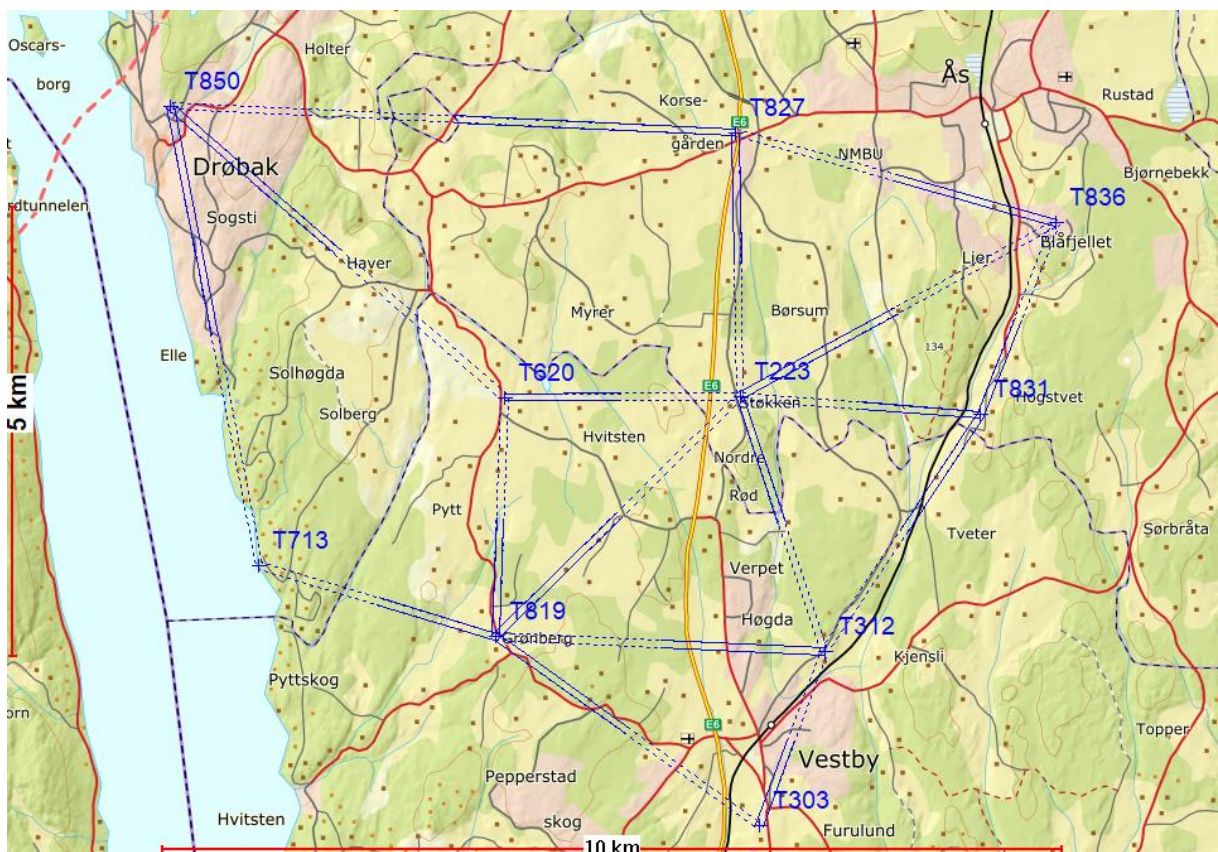 Oscars-
borg
Holter
T850
Korse-
gården
E6
T827
Ås
Rustad
NMBU
Bjørnebekk
Drøbak
rdtunnelen
Sogsti
T836
Blåfjellet
Lier
Haver
Myrer
Børsum
Elle
134
Solhøgda
T620
E6
T223
Støkken
T831
Hogstvet
5 km
Solberg
Hvitsten
Nordre
Rød
Pytt
Tveter
Sørbråta
T713
Verpet
T819
Grønberg
Høgda
T312
Kjensli
Pyttskog
orn
E6
Topper
Vestby
Pepperstad
skog
T303
Hvitsten
Furulund
10 km